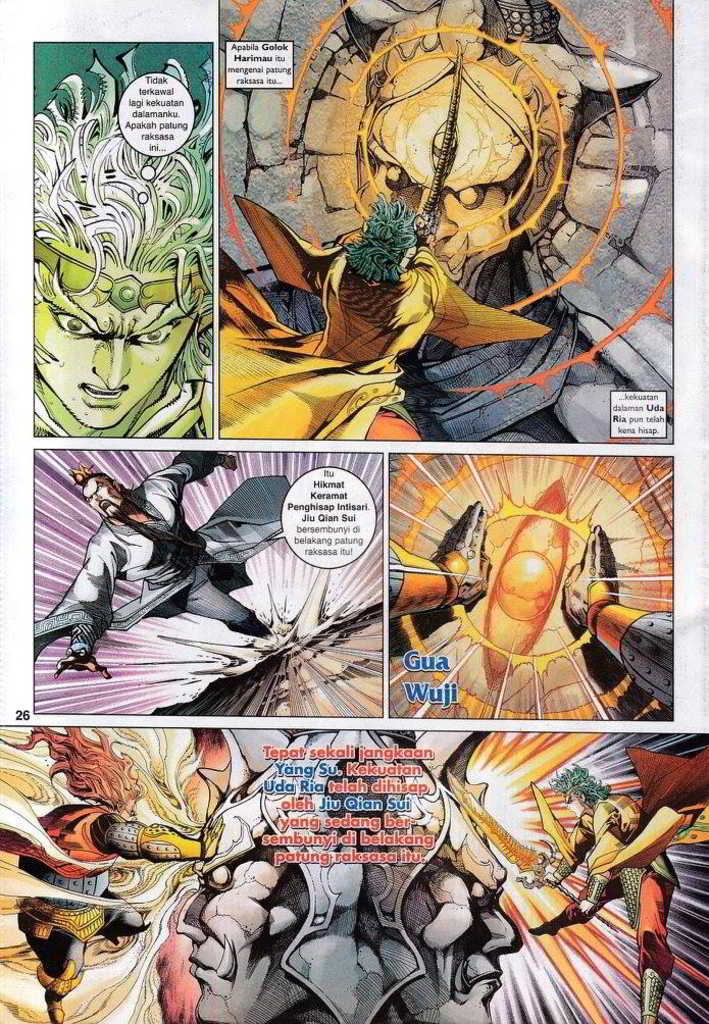 Tidak
terkawal
lagi kekuatan
dalamanku.
Apakah patung
raksasa
ini...
Apabila Golok
Harimau itu
mengenai patung
raksasa itu...
...kekuatan
dalaman Uda
Ria pun telah
kena hisap.
Itu
Hikmat
Keramat
Penghisap Intisari.
Jiu Qian Sui
bersembunyi di
belakang patung
raksasa itu!
Gua
Wuji
26
Tepat sekali jangkaan
Yang Su. Kekuatan
Uda Ria telah dihisap
oleh Jiu Qian Sui
yang sedang ber-
sembunyi di belakang
patung raksasa itu.